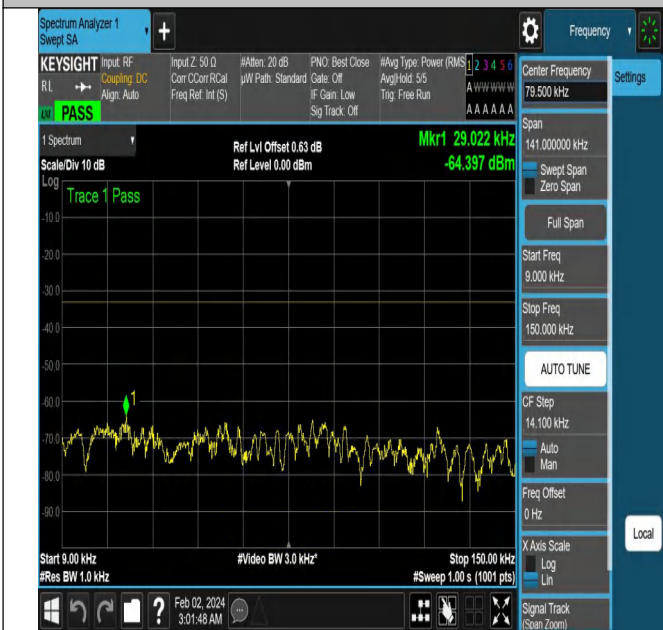 Spectrum Analyzer 1
Swept SA
+
Frequency
KEYSIGHT
Input: RF
Coupling: DC
Align: Auto
RL
LXI
PASS
Input Z: 50 Ω
Corr CCorr RCal
Freq Ref: Int (S)
#Atten: 20 dB
µW Path: Standard
PNO: Best Close
Gate: Off
IF Gain: Low
Sig Track: Off
#Avg Type: Power (RMS
Avg|Hold: 5/5
Trig: Free Run
1 2 3 4 5 6
A W W W W W
A A A A A A
1 Spectrum
Scale/Div 10 dB
Log
Ref Lvl Offset 0.63 dB
Ref Level 0.00 dBm
Mkr1 29.022 kHz
-64.397 dBm
Trace 1 Pass
-10.0
-20.0
-30.0
-40.0
-50.0
-60.0
-70.0
-80.0
-90.0
1
Start 9.00 kHz
#Res BW 1.0 kHz
#Video BW 3.0 kHz*
Stop 150.00 kHz
#Sweep 1.00 s (1001 pts)
?
Feb 02, 2024
3:01:48 AM
Center Frequency
79.500 kHz
Span
141.000000 kHz
Swept Span
Zero Span
Full Span
Start Freq
9.000 kHz
Stop Freq
150.000 kHz
AUTO TUNE
CF Step
14.100 kHz
Auto
Man
Freq Offset
0 Hz
X Axis Scale
Log
Lin
Signal Track
(Span Zoom)
Settings
Local